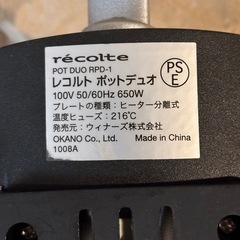 récolte
POT DUO RPD-1
レコルト ポットデュオ
PS
E
100V 50/60Hz 650W
プレートの種類：ヒーター分離式
温度ヒューズ：216℃
発売元：ウィナーズ株式会社
OKANO Co., Ltd. Made in China
1008A